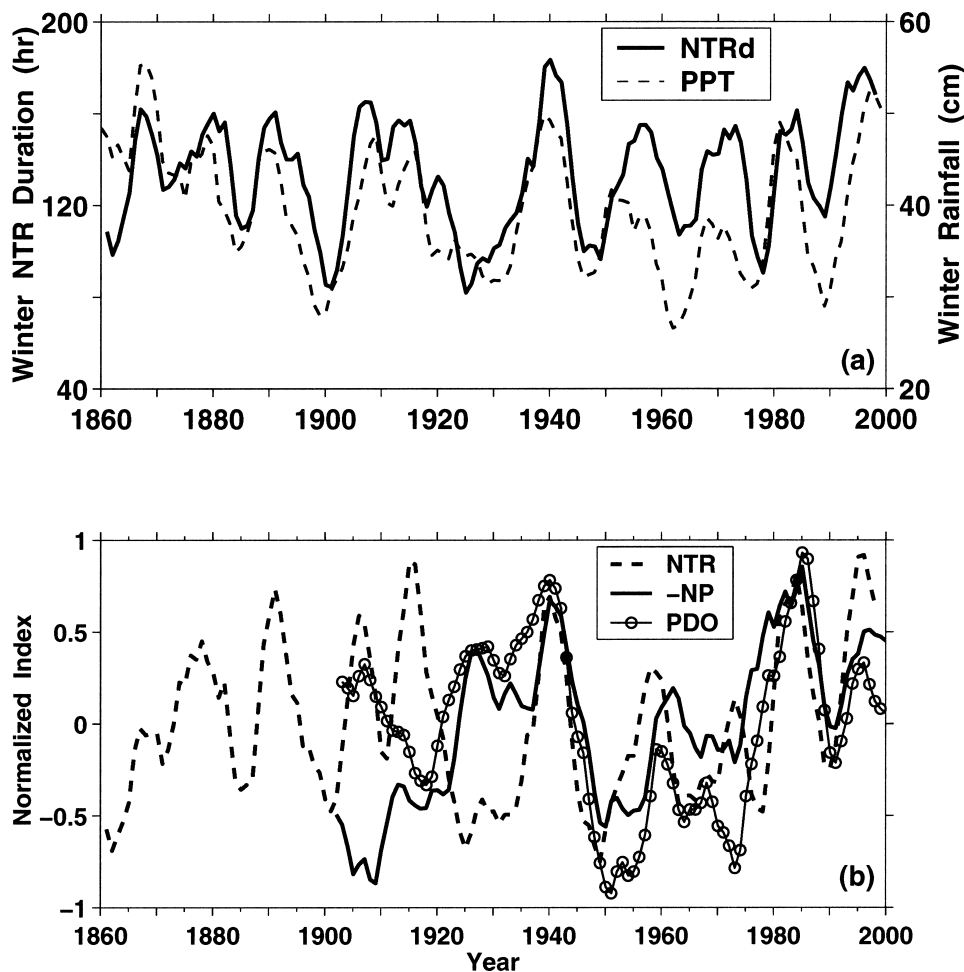 200
120
40
Winter NTR Duration (hr)
NTRd
PPT
60
40
20
Winter Rainfall (cm)
(a)
1860 1880 1900 1920 1940 1960 1980 2000
1
0.5
0
−0.5
−1
Normalized Index
NTR
−NP
PDO
(b)
1860 1880 1900 1920 1940 1960 1980 2000
Year